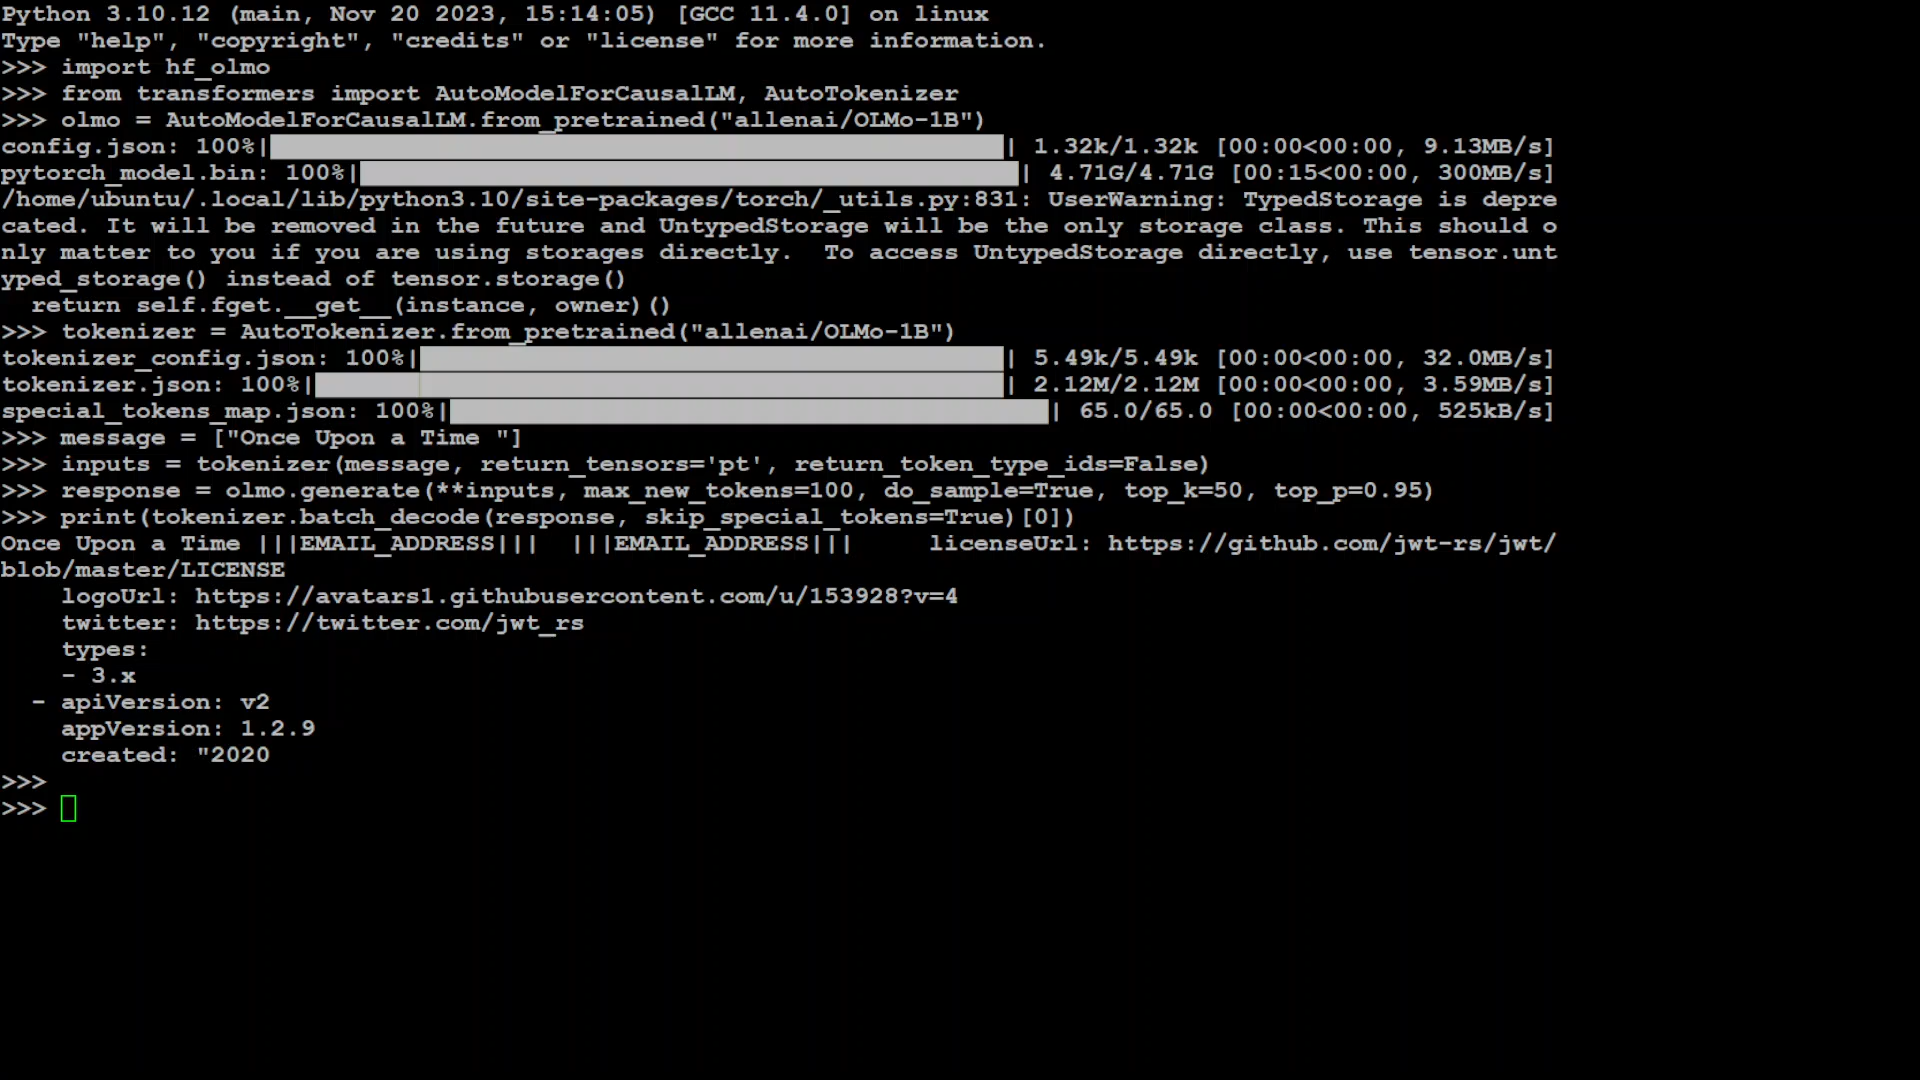 Python 3.10.12 (main, Nov 20 2023, 15:14:05) [GCC 11.4.0] on linux
Type "help", "copyright", "credits" or "license" for more information.
>>> import hf_olmo
>>> from transformers import AutoModelForCausalLM, AutoTokenizer
>>> olmo = AutoModelForCausalLM.from_pretrained("allenai/OLMo-1B")
config.json: 100%| | 1.32k/1.32k [00:00<00:00, 9.13MB/s]
pytorch_model.bin: 100%| | 4.71G/4.71G [00:15<00:00, 300MB/s]
/home/ubuntu/.local/lib/python3.10/site-packages/torch/_utils.py:831: UserWarning: TypedStorage is depre
cated. It will be removed in the future and UntypedStorage will be the only storage class. This should o
nly matter to you if you are using storages directly.  To access UntypedStorage directly, use tensor.unt
yped_storage() instead of tensor.storage()
  return self.fget.__get__(instance, owner)()
>>> tokenizer = AutoTokenizer.from_pretrained("allenai/OLMo-1B")
tokenizer_config.json: 100%| | 5.49k/5.49k [00:00<00:00, 32.0MB/s]
tokenizer.json: 100%| | 2.12M/2.12M [00:00<00:00, 3.59MB/s]
special_tokens_map.json: 100%| | 65.0/65.0 [00:00<00:00, 525kB/s]
>>> message = ["Once Upon a Time "]
>>> inputs = tokenizer(message, return_tensors='pt', return_token_type_ids=False)
>>> response = olmo.generate(**inputs, max_new_tokens=100, do_sample=True, top_k=50, top_p=0.95)
>>> print(tokenizer.batch_decode(response, skip_special_tokens=True)[0])
Once Upon a Time |||EMAIL_ADDRESS|||  |||EMAIL_ADDRESS|||     licenseUrl: https://github.com/jwt-rs/jwt/
blob/master/LICENSE
    logoUrl: https://avatars1.githubusercontent.com/u/153928?v=4
    twitter: https://twitter.com/jwt_rs
    types:
    - 3.x
  - apiVersion: v2
    appVersion: 1.2.9
    created: "2020
>>>
>>>